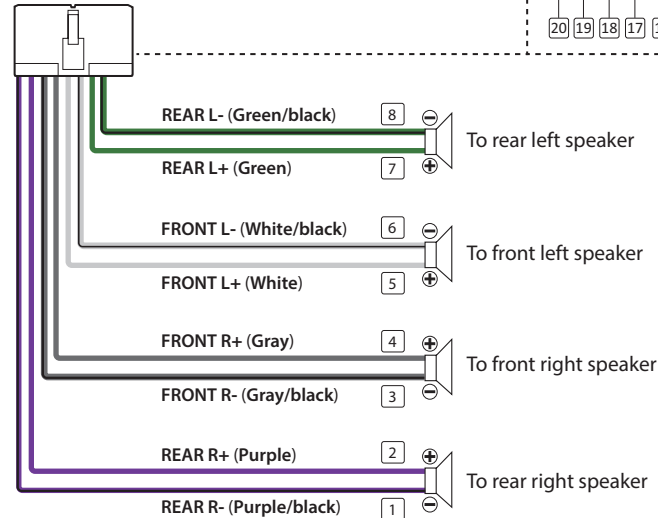 20 19 18 17
REAR L- (Green/black) 8 ⊖
To rear left speaker
REAR L+ (Green) 7 ⊕
FRONT L- (White/black) 6 ⊖
To front left speaker
FRONT L+ (White) 5 ⊕
FRONT R+ (Gray) 4 ⊕
To front right speaker
FRONT R- (Gray/black) 3 ⊖
REAR R+ (Purple) 2 ⊕
To rear right speaker
REAR R- (Purple/black) 1 ⊖